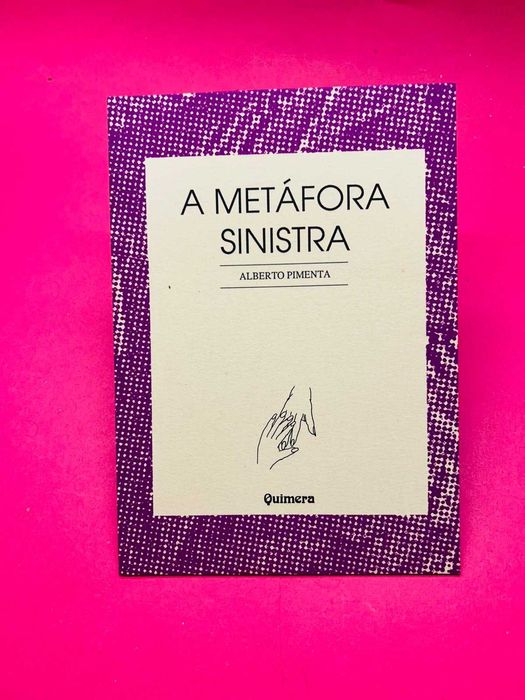 A METÁFORA
SINISTRA
ALBERTO PIMENTA
Quimera